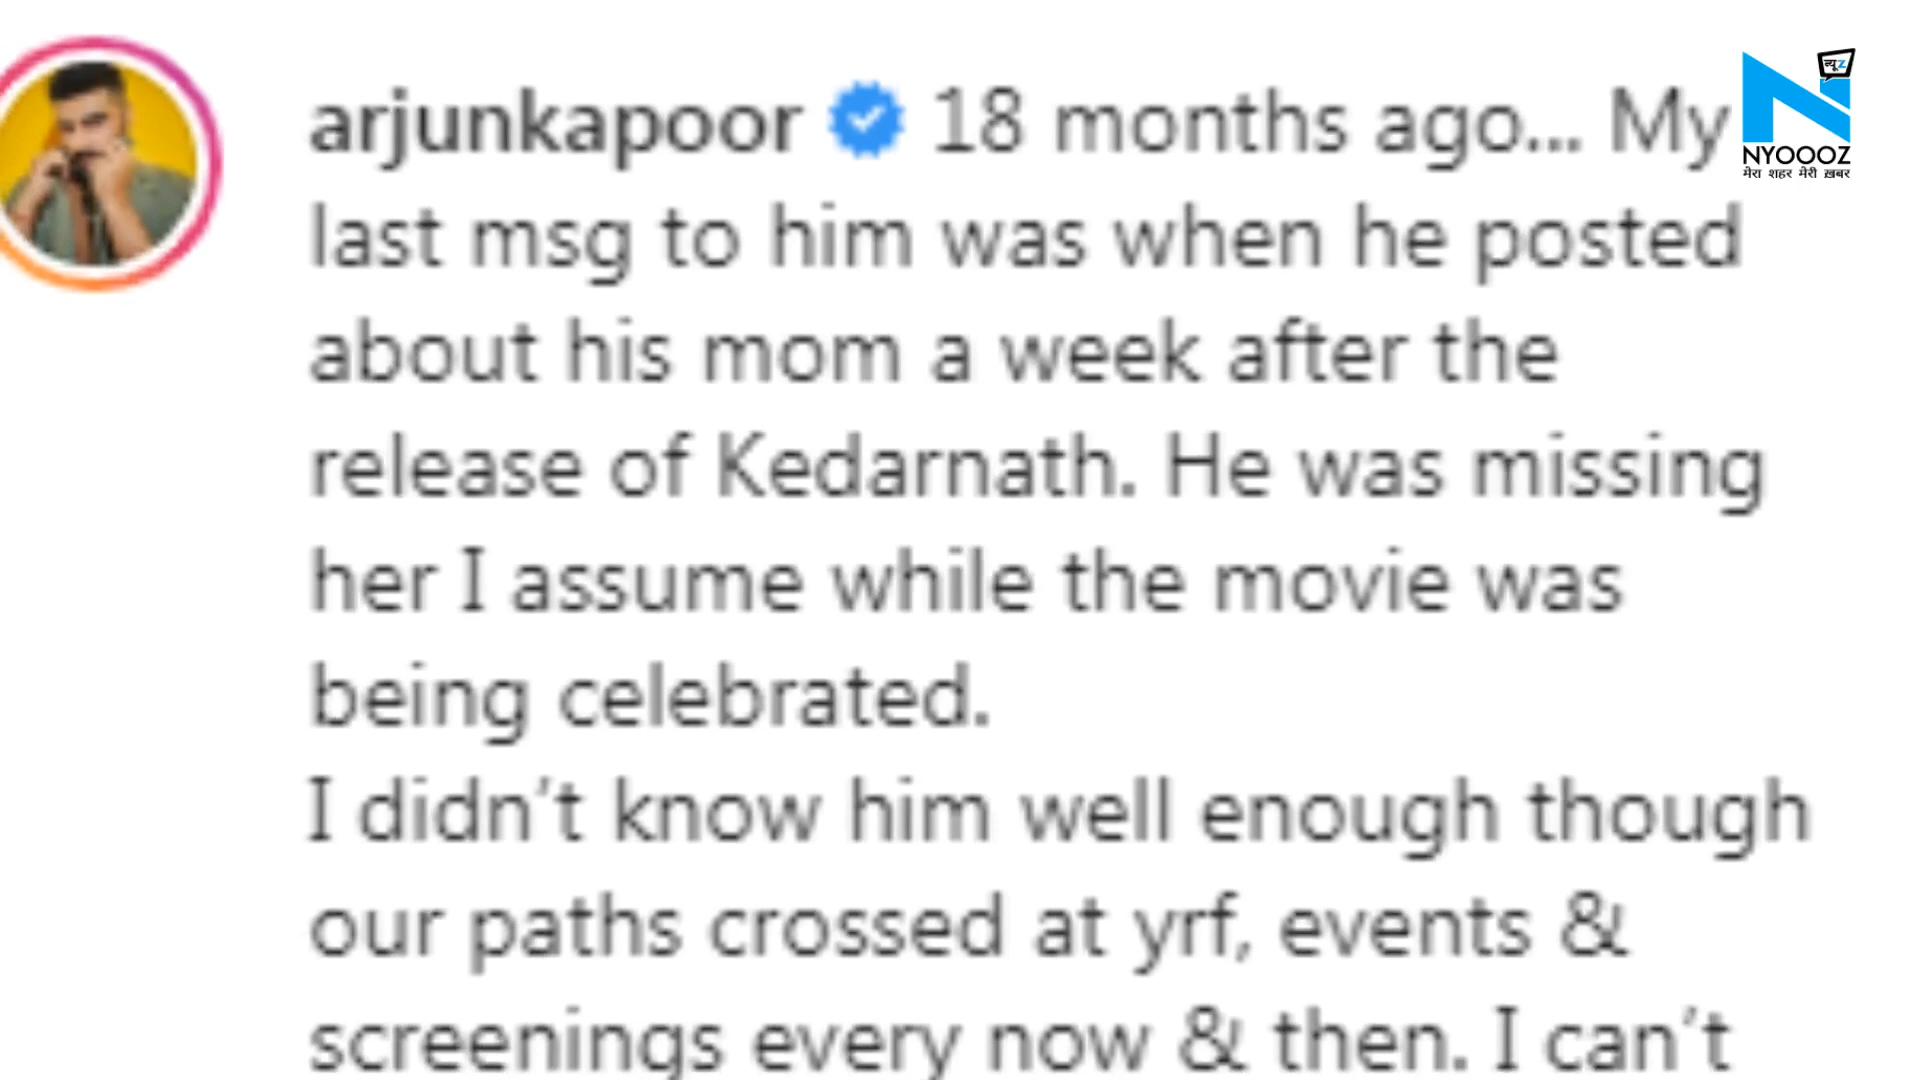 arjunkapoor 18 months ago... My
last msg to him was when he posted
about his mom a week after the
release of Kedarnath. He was missing
her I assume while the movie was
being celebrated.
I didn't know him well enough though
our paths crossed at yrf, events &
screenings every now & then. I can't
न्यूz
NYOOOZ
मेरा शहर मेरी ख़बर